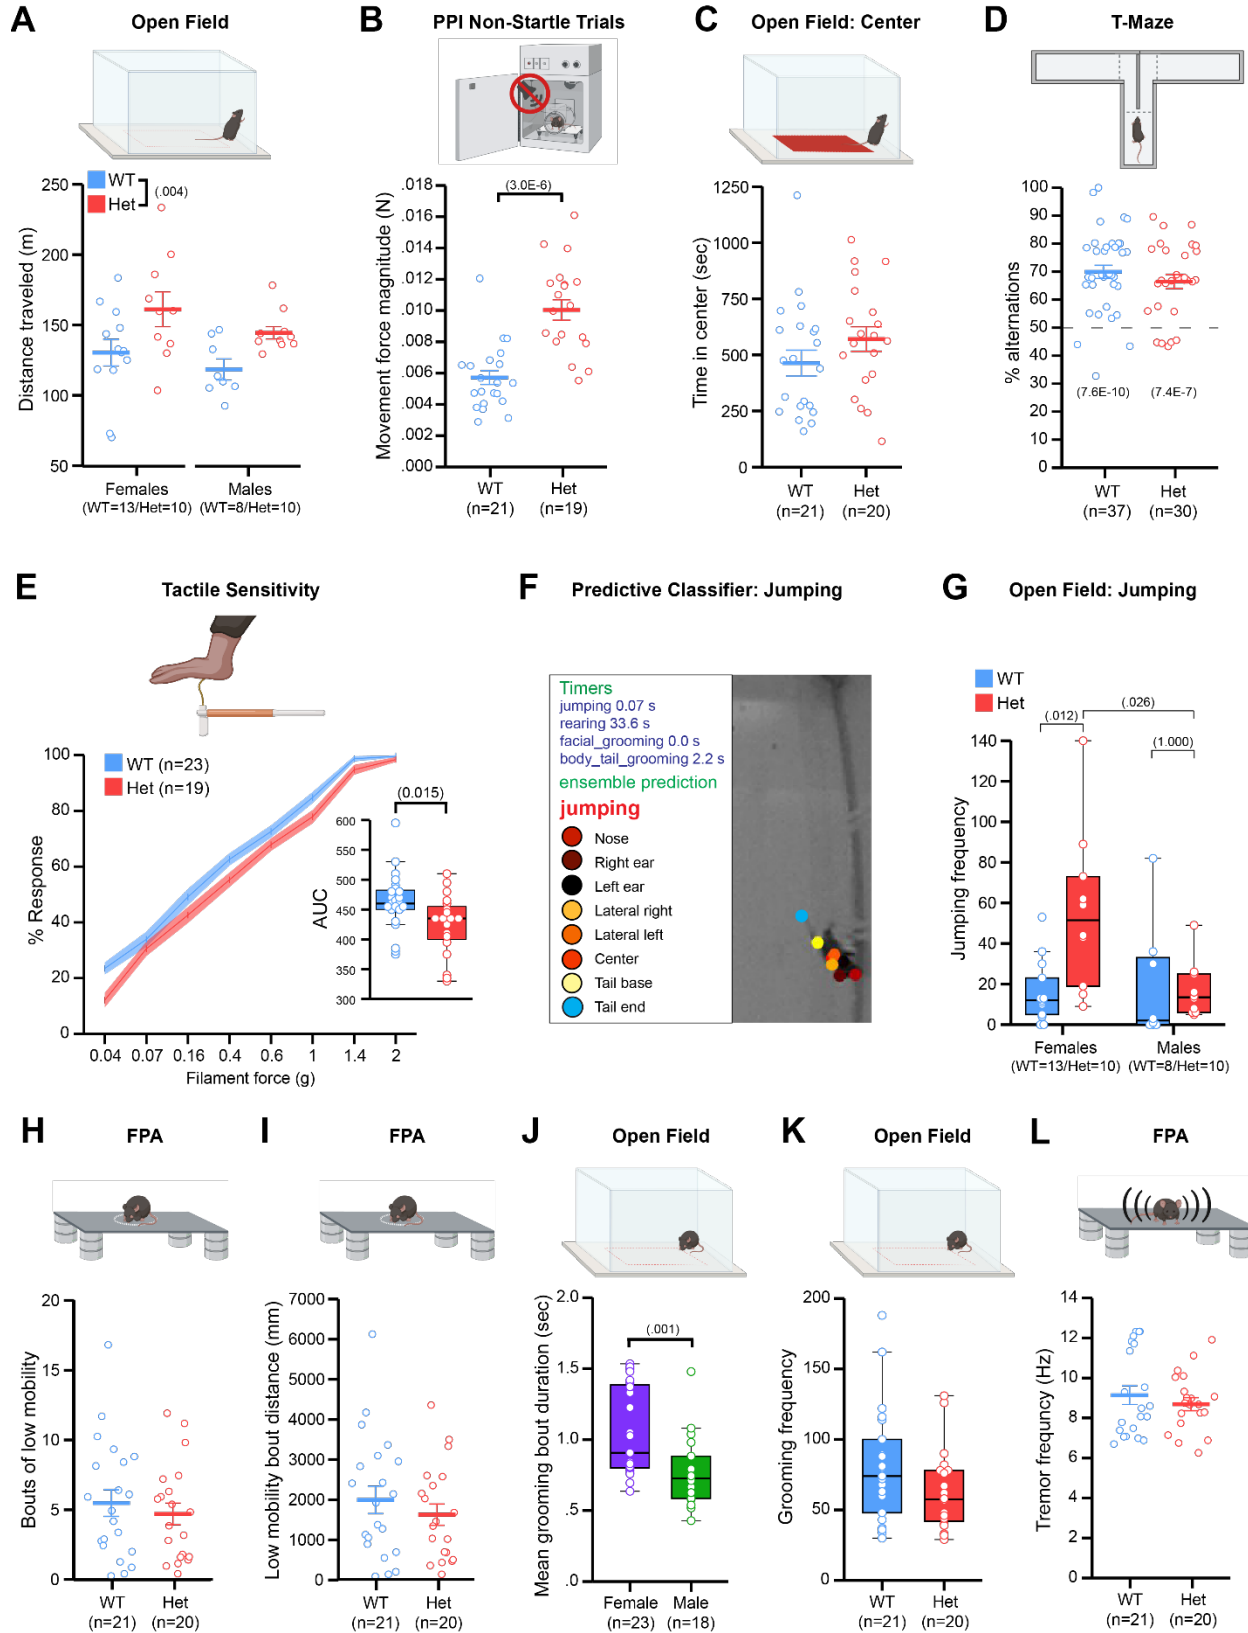 A Open Field
B PPI Non-Startle Trials
C Open Field: Center
D T-Maze
WT
Het
(.004)
Distance traveled (m)
250
200
150
100
50
Females
(WT=13/Het=10)
Males
(WT=8/Het=10)
Movement force magnitude (N)
.018
.016
.014
.012
.010
.008
.006
.004
.002
.000
(3.0E-6)
WT
(n=21)
Het
(n=19)
Time in center (sec)
1250
1000
750
500
250
0
WT
(n=21)
Het
(n=20)
% alternations
100
90
80
70
60
50
40
30
20
10
0
(7.6E-10)
(7.4E-7)
WT
(n=37)
Het
(n=30)
E Tactile Sensitivity
F Predictive Classifier: Jumping
G Open Field: Jumping
% Response
100
80
60
40
20
0
WT (n=23)
Het (n=19)
0.04 0.07 0.16 0.4 0.6 1 1.4 2
Filament force (g)
AUC
600
550
500
450
400
350
300
(0.015)
Timers
jumping 0.07 s
rearing 33.6 s
facial_grooming 0.0 s
body_tail_grooming 2.2 s
ensemble prediction
jumping
Nose
Right ear
Left ear
Lateral right
Lateral left
Center
Tail base
Tail end
WT
Het
(.012)
(.026)
(1.000)
Jumping frequency
140
120
100
80
60
40
20
0
Females
(WT=13/Het=10)
Males
(WT=8/Het=10)
H FPA
I FPA
J Open Field
K Open Field
L FPA
Bouts of low mobility
20
15
10
5
0
WT
(n=21)
Het
(n=20)
Low mobility bout distance (mm)
7000
6000
5000
4000
3000
2000
1000
0
WT
(n=21)
Het
(n=20)
Mean grooming bout duration (sec)
2.0
1.5
1.0
.5
.0
(.001)
Female
(n=23)
Male
(n=18)
Grooming frequency
200
150
100
50
0
WT
(n=21)
Het
(n=20)
Tremor frequncy (Hz)
14
12
10
8
6
4
2
0
WT
(n=21)
Het
(n=20)